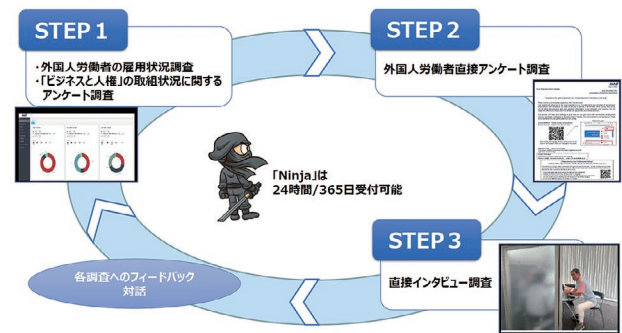 STEP 1
・外国人労働者の雇用状況調査
・「ビジネスと人権」の取組状況に関する
アンケート調査
STEP 2
外国人労働者直接アンケート調査
「Ninja」は
24時間/365日受付可能
STEP 3
直接インタビュー調査
各調査へのフィードバック
対話